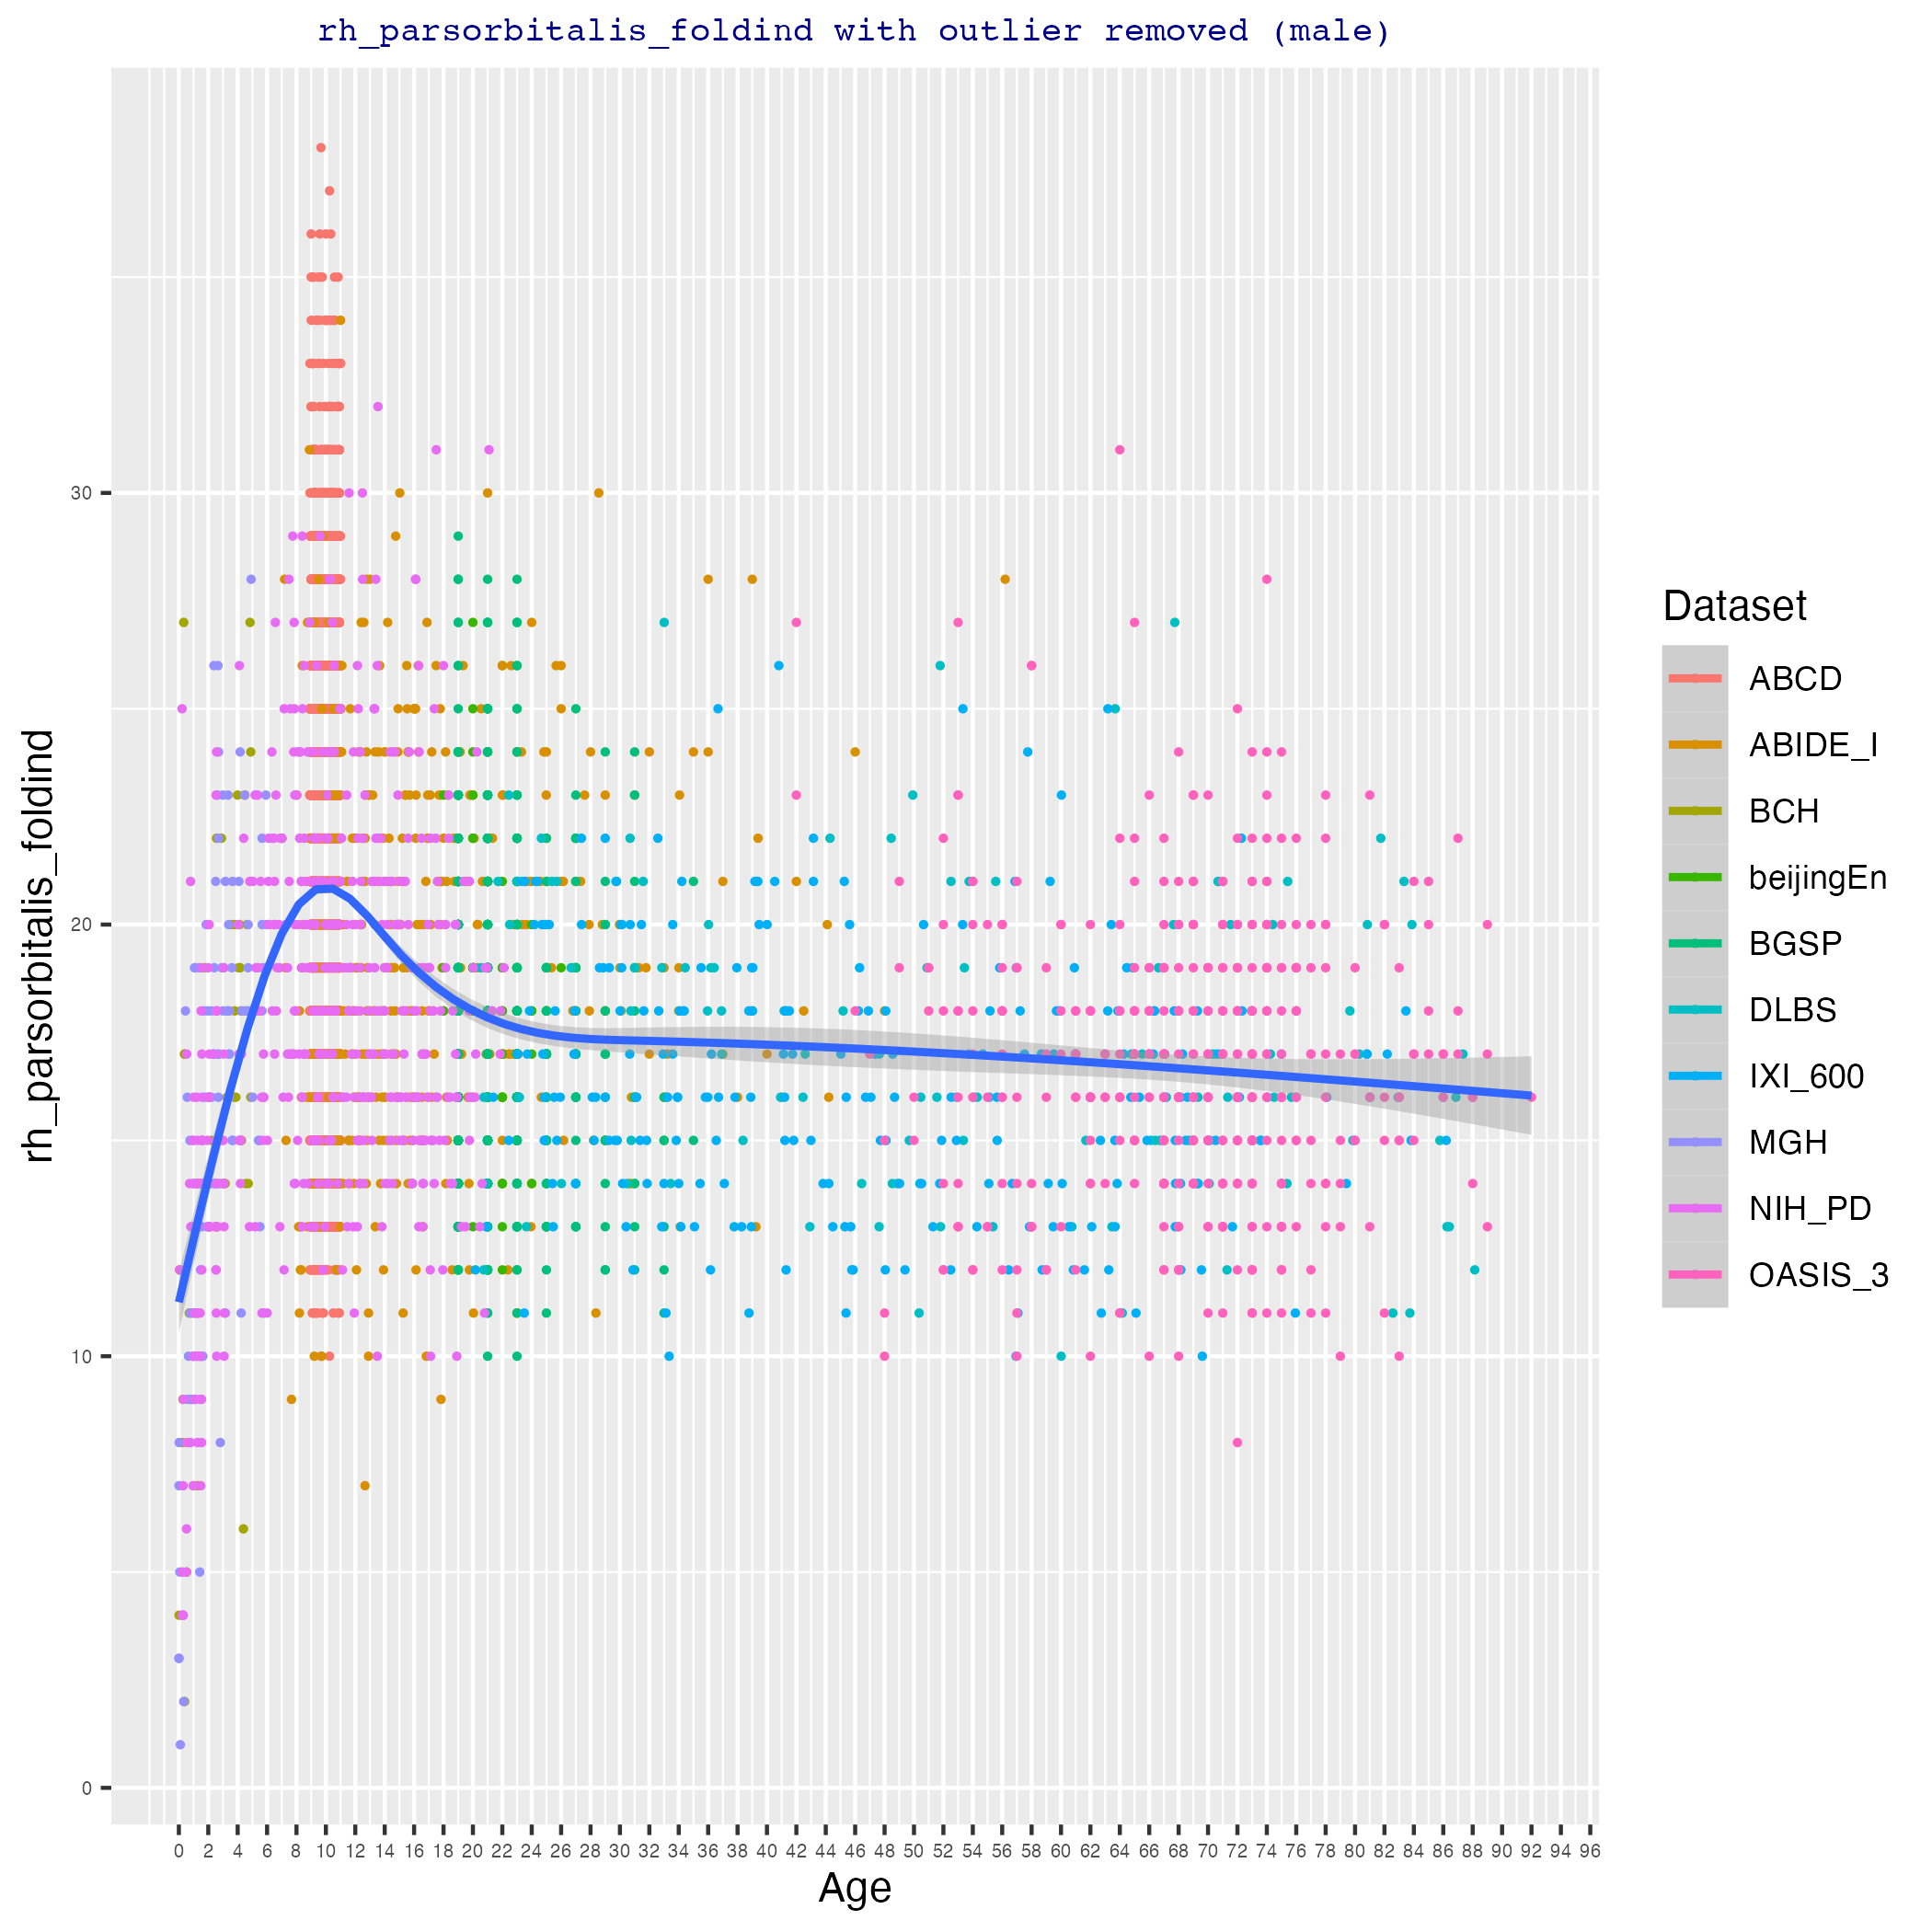 rh_parsorbitalis_foldind with outlier removed (male)
rh_parsorbitalis_foldind
30
20
10
0
0 2 4 6 8 10 12 14 16 18 20 22 24 26 28 30 32 34 36 38 40 42 44 46 48 50 52 54 56 58 60 62 64 66 68 70 72 74 76 78 80 82 84 86 88 90 92 94 96
Age
Dataset
ABCD
ABIDE_I
BCH
beijingEn
BGSP
DLBS
IXI_600
MGH
NIH_PD
OASIS_3